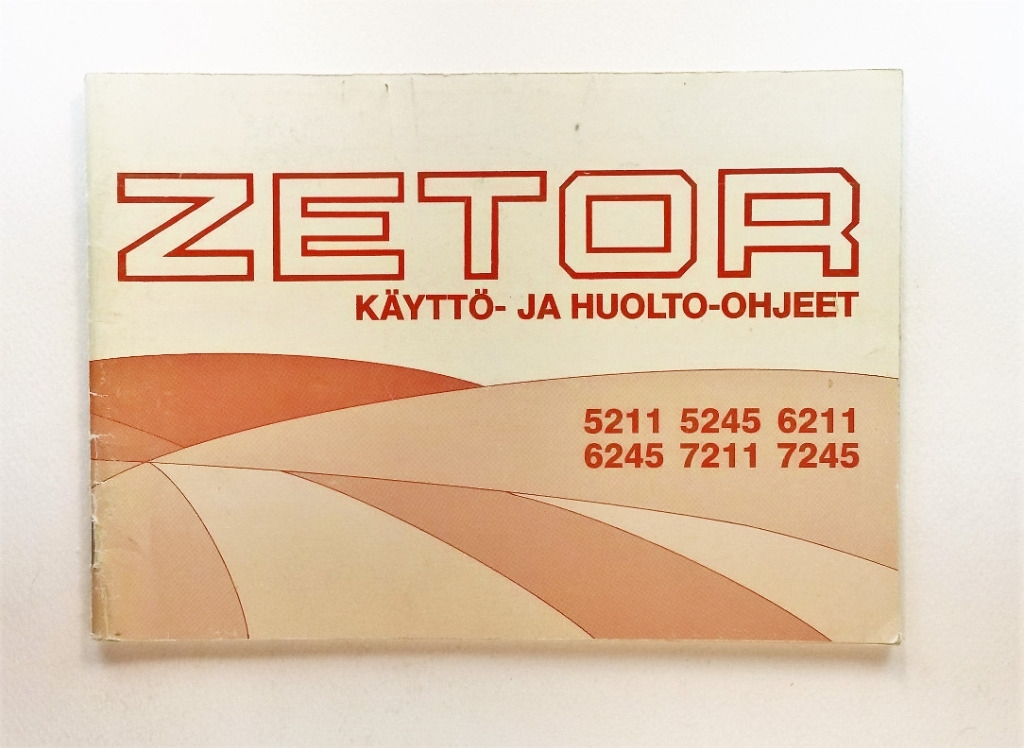 ZETOR
KÄYTTÖ- JA HUOLTO-OHJEET
5211 5245 6211
6245 7211 7245